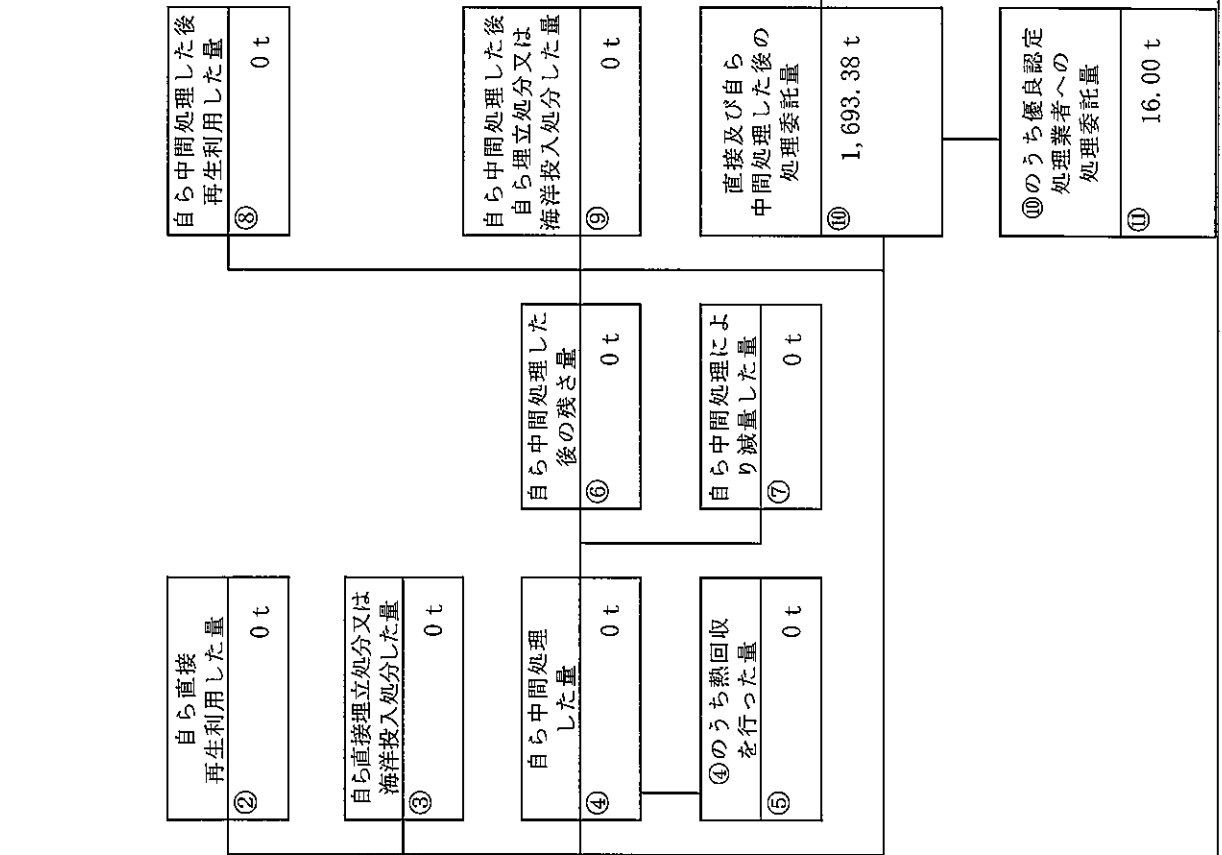 自ら直接
再生利用した量
② 0 t
自ら直接埋立処分又は
海洋投入処分した量
③ 0 t
自ら中間処理
した量
④ 0 t
④のうち熱回収
を行った量
⑤ 0 t
自ら中間処理した
後の残さ量
⑥ 0 t
自ら中間処理によ
り減量した量
⑦ 0 t
自ら中間処理した後
再生利用した量
⑧ 0 t
自ら中間処理した後
自ら埋立処分又は
海洋投入処分した量
⑨ 0 t
直接及び自ら
中間処理した後の
処理委託量
⑩ 1,693.38 t
⑩のうち優良認定
処理業者への
処理委託量
⑪ 16.00 t